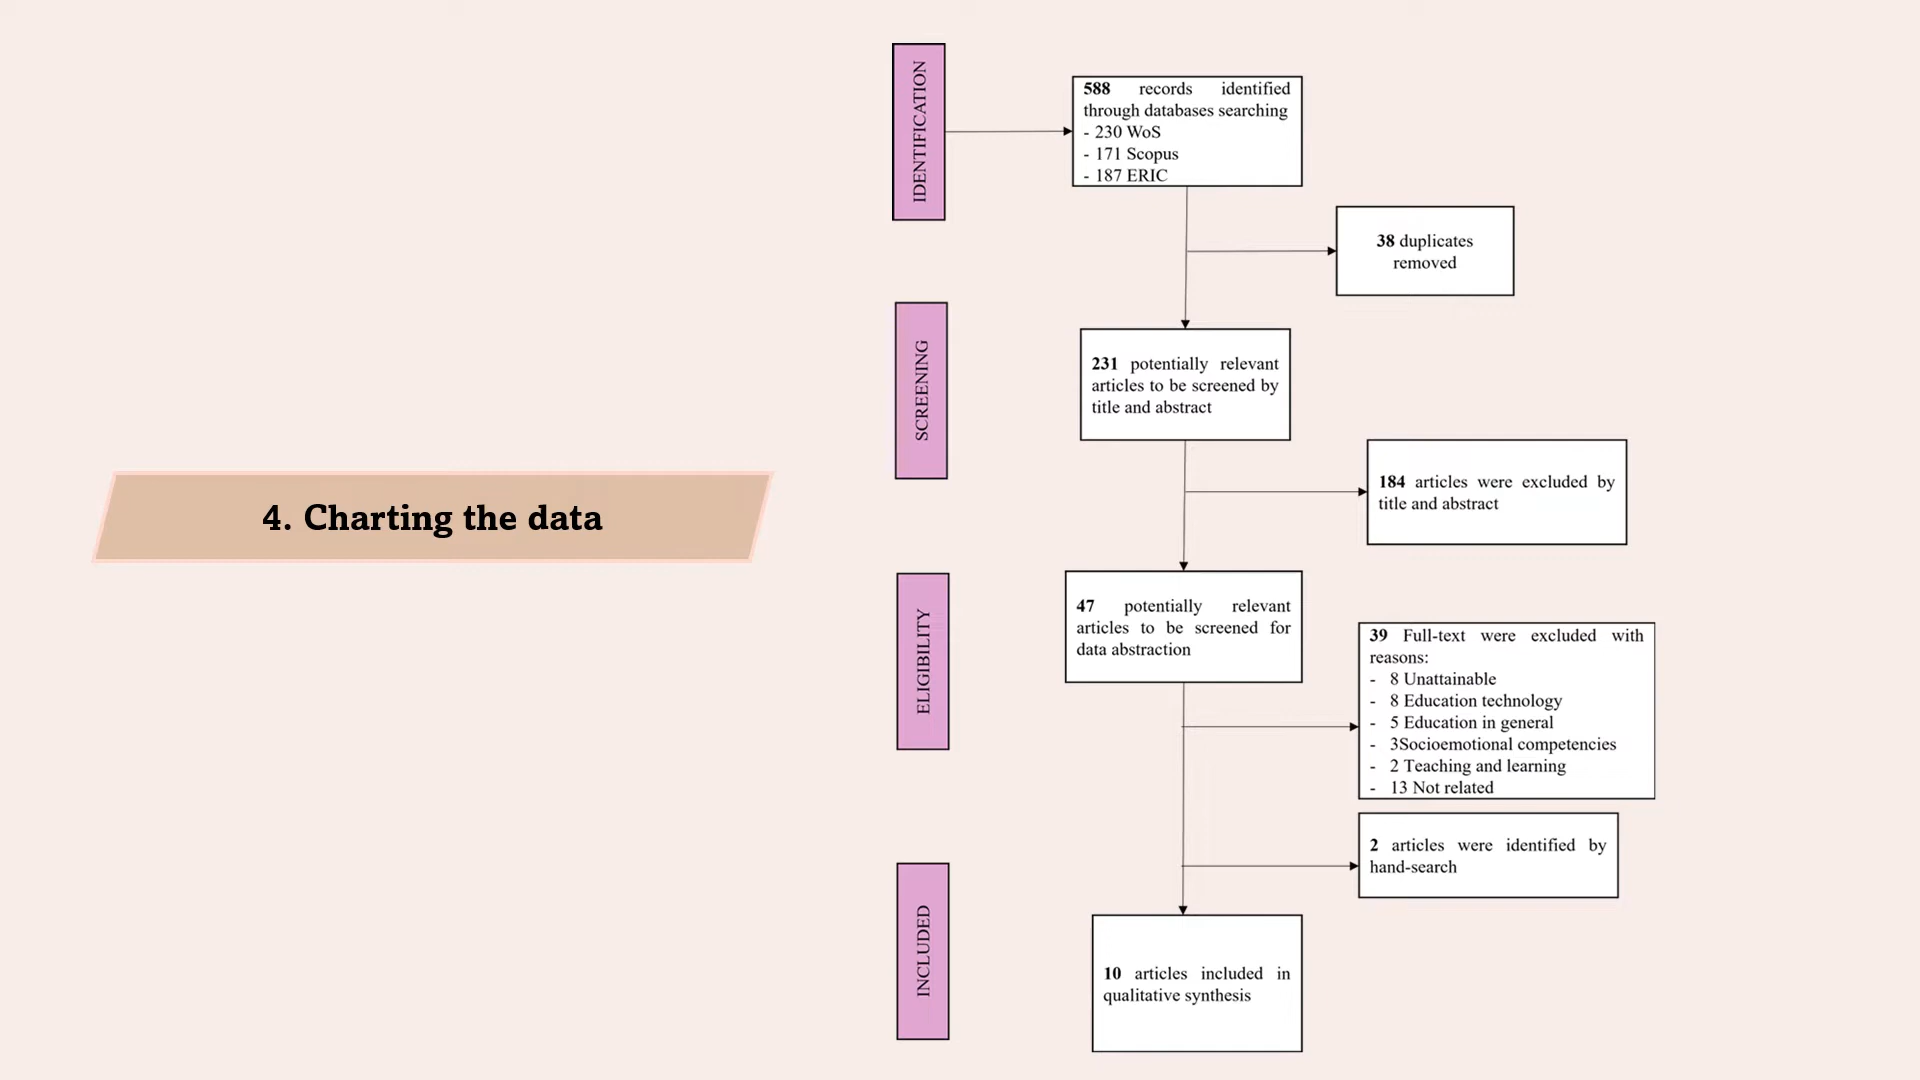 4. Charting the data
IDENTIFICATION
588 records identified
through databases searching
- 230 WoS
- 171 Scopus
- 187 ERIC
38 duplicates
removed
SCREENING
231 potentially relevant
articles to be screened by
title and abstract
184 articles were excluded by
title and abstract
ELIGIBILITY
47 potentially relevant
articles to be screened for
data abstraction
39 Full-text were excluded with
reasons:
- 8 Unattainable
- 8 Education technology
- 5 Education in general
- 3Socioemotional competencies
- 2 Teaching and learning
- 13 Not related
2 articles were identified by
hand-search
INCLUDED
10 articles included in
qualitative synthesis